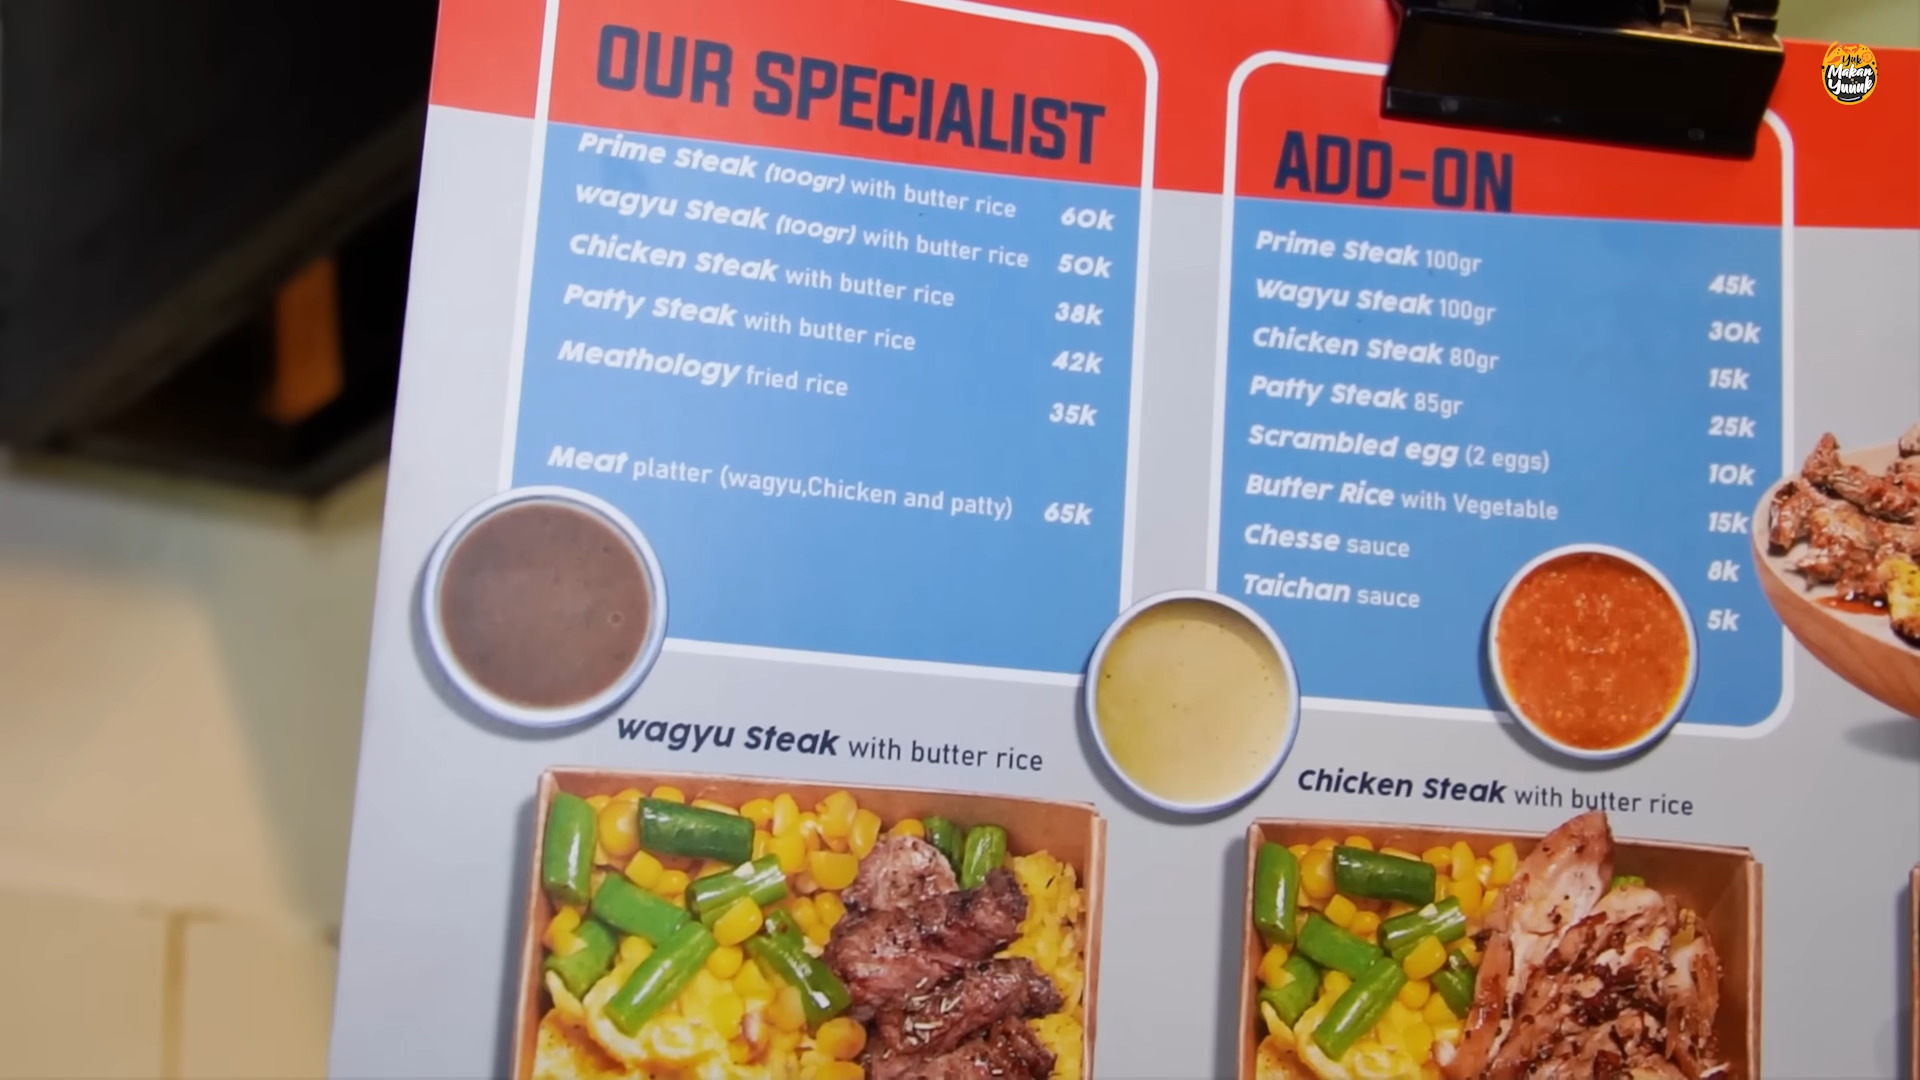 OUR SPECIALIST
Prime Steak (100gr) with butter rice 60k
wagyu Steak (100gr) with butter rice 50k
Chicken Steak with butter rice 38k
Patty Steak with butter rice 42k
Meathology fried rice 35k
Meat platter (wagyu,Chicken and patty) 65k
ADD-ON
Prime Steak 100gr 45k
Wagyu Steak 100gr 30k
Chicken Steak 80gr 15k
Patty Steak 85gr 25k
Scrambled egg (2 eggs) 10k
Butter Rice with Vegetable 15k
Chesse sauce 8k
Taichan sauce 5k
wagyu Steak with butter rice
Chicken Steak with butter rice
Yuk
Makan
Yuuuk